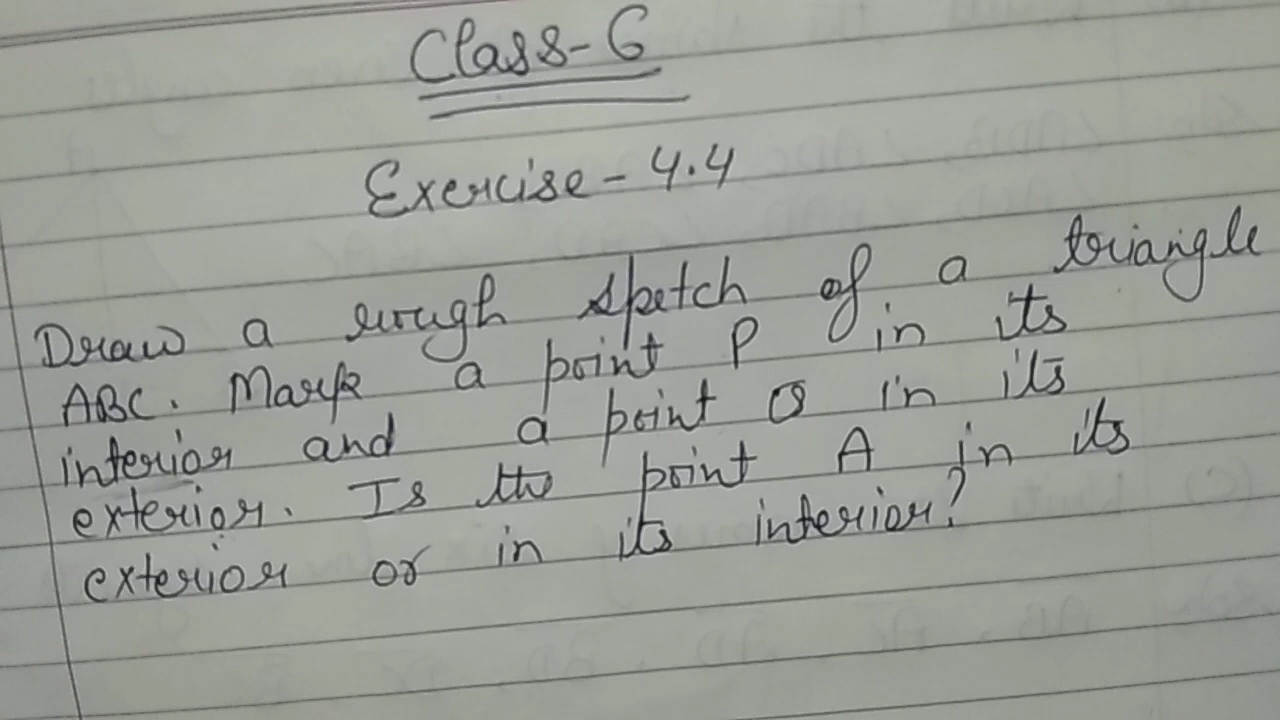 Class-6
Exercise-4.4
Draw a rough sketch of a triangle
ABC. Mark a point P in its
interior and a point Q in its
exterior. Is the point A in its
exterior or in its interior?